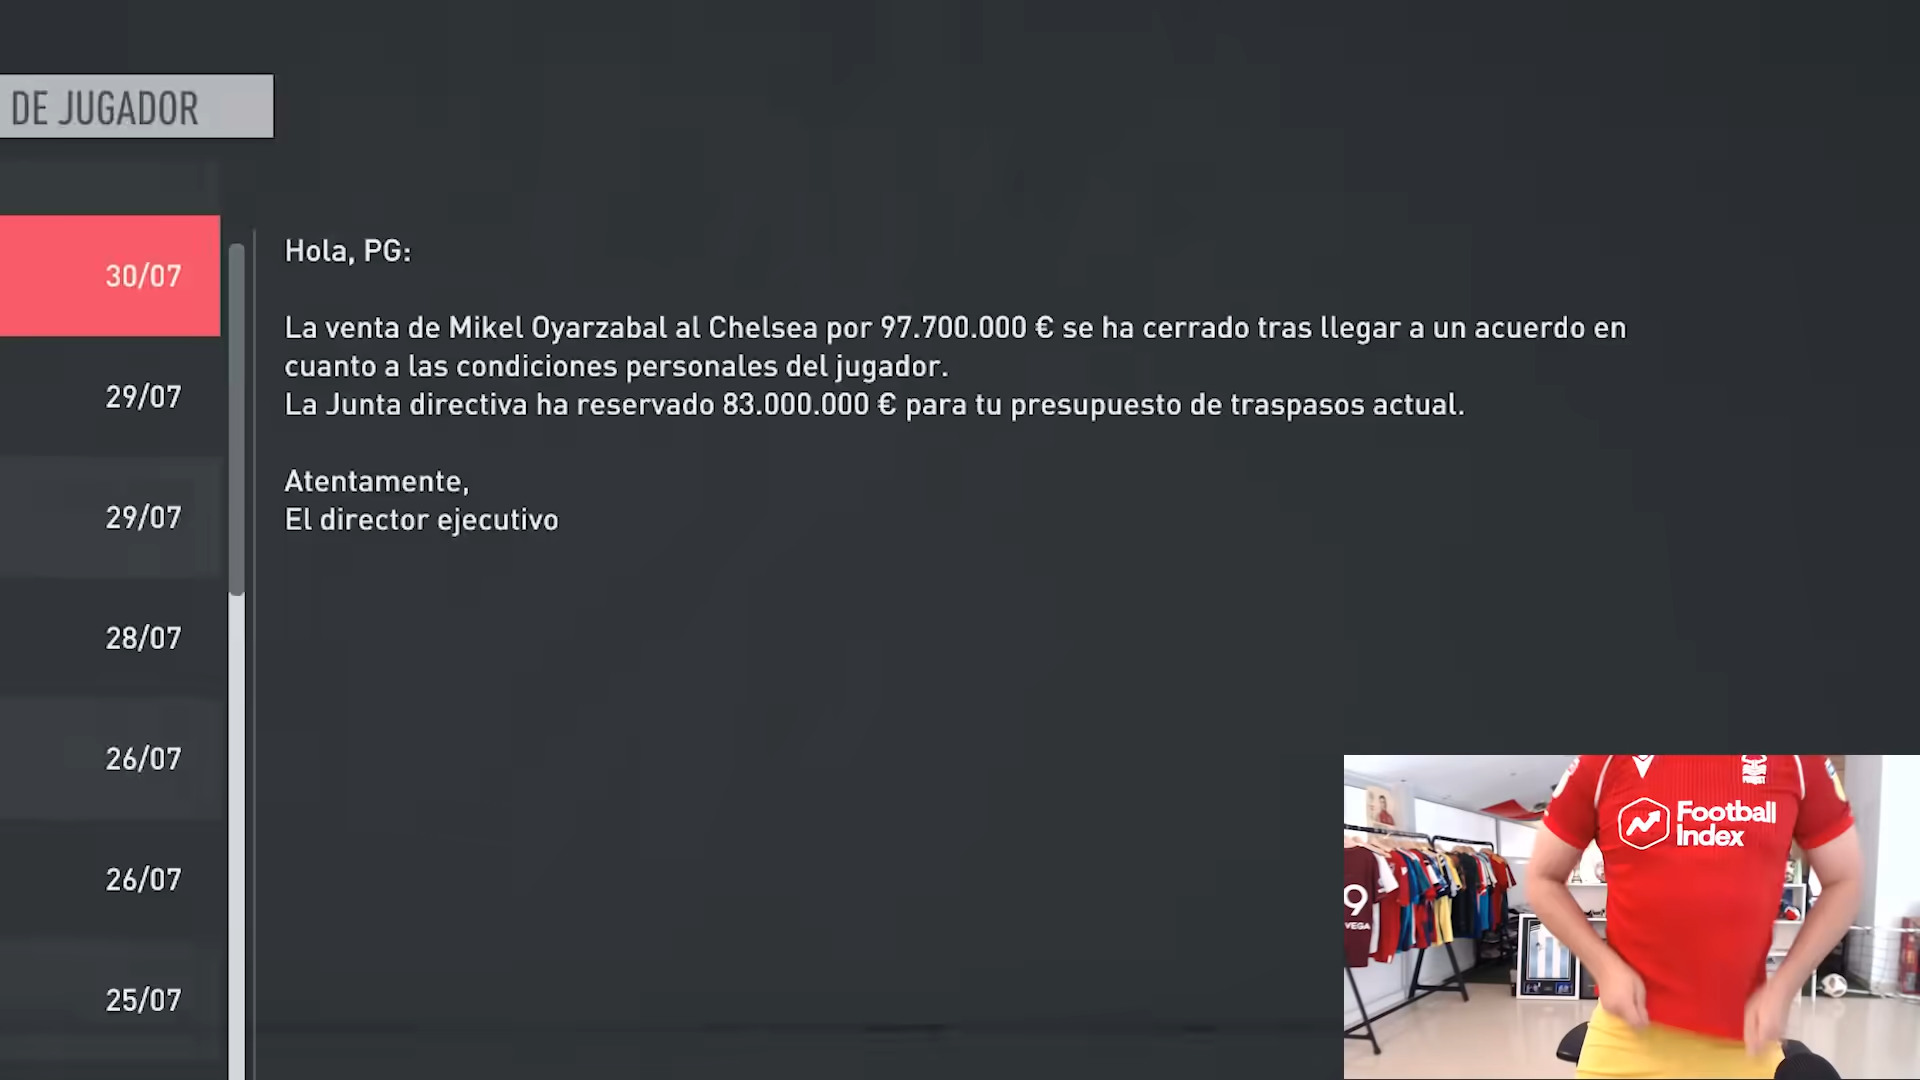 DE JUGADOR
30/07
29/07
29/07
28/07
26/07
26/07
25/07
Hola, PG:
La venta de Mikel Oyarzabal al Chelsea por 97.700.000 € se ha cerrado tras llegar a un acuerdo en
cuanto a las condiciones personales del jugador.
La Junta directiva ha reservado 83.000.000 € para tu presupuesto de traspasos actual.
Atentamente,
El director ejecutivo
FOREST
Football
Index
9
VEGA